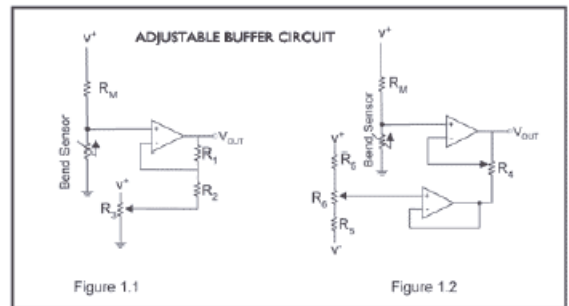 ADJUSTABLE BUFFER CIRCUIT
V+
RM
Bend Sensor
+
-
VOUT
R1
R2
V+
R3
Figure 1.1
V+
RM
Bend Sensor
+
-
VOUT
R4
V+
R6
+
-
R5
V-
Figure 1.2